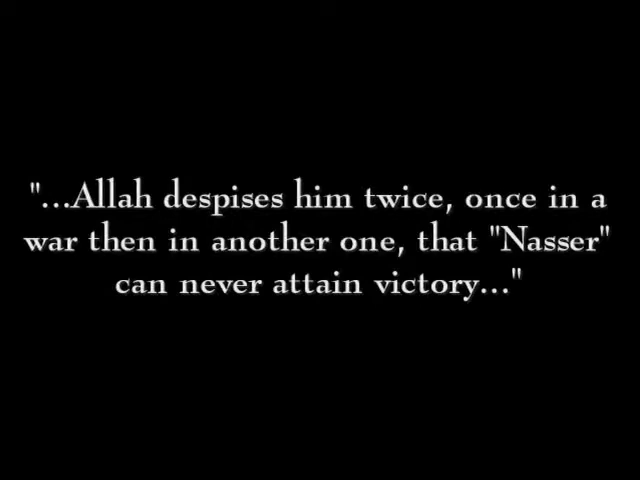 "...Allah despises him twice, once in a
war then in another one, that "Nasser"
can never attain victory..."